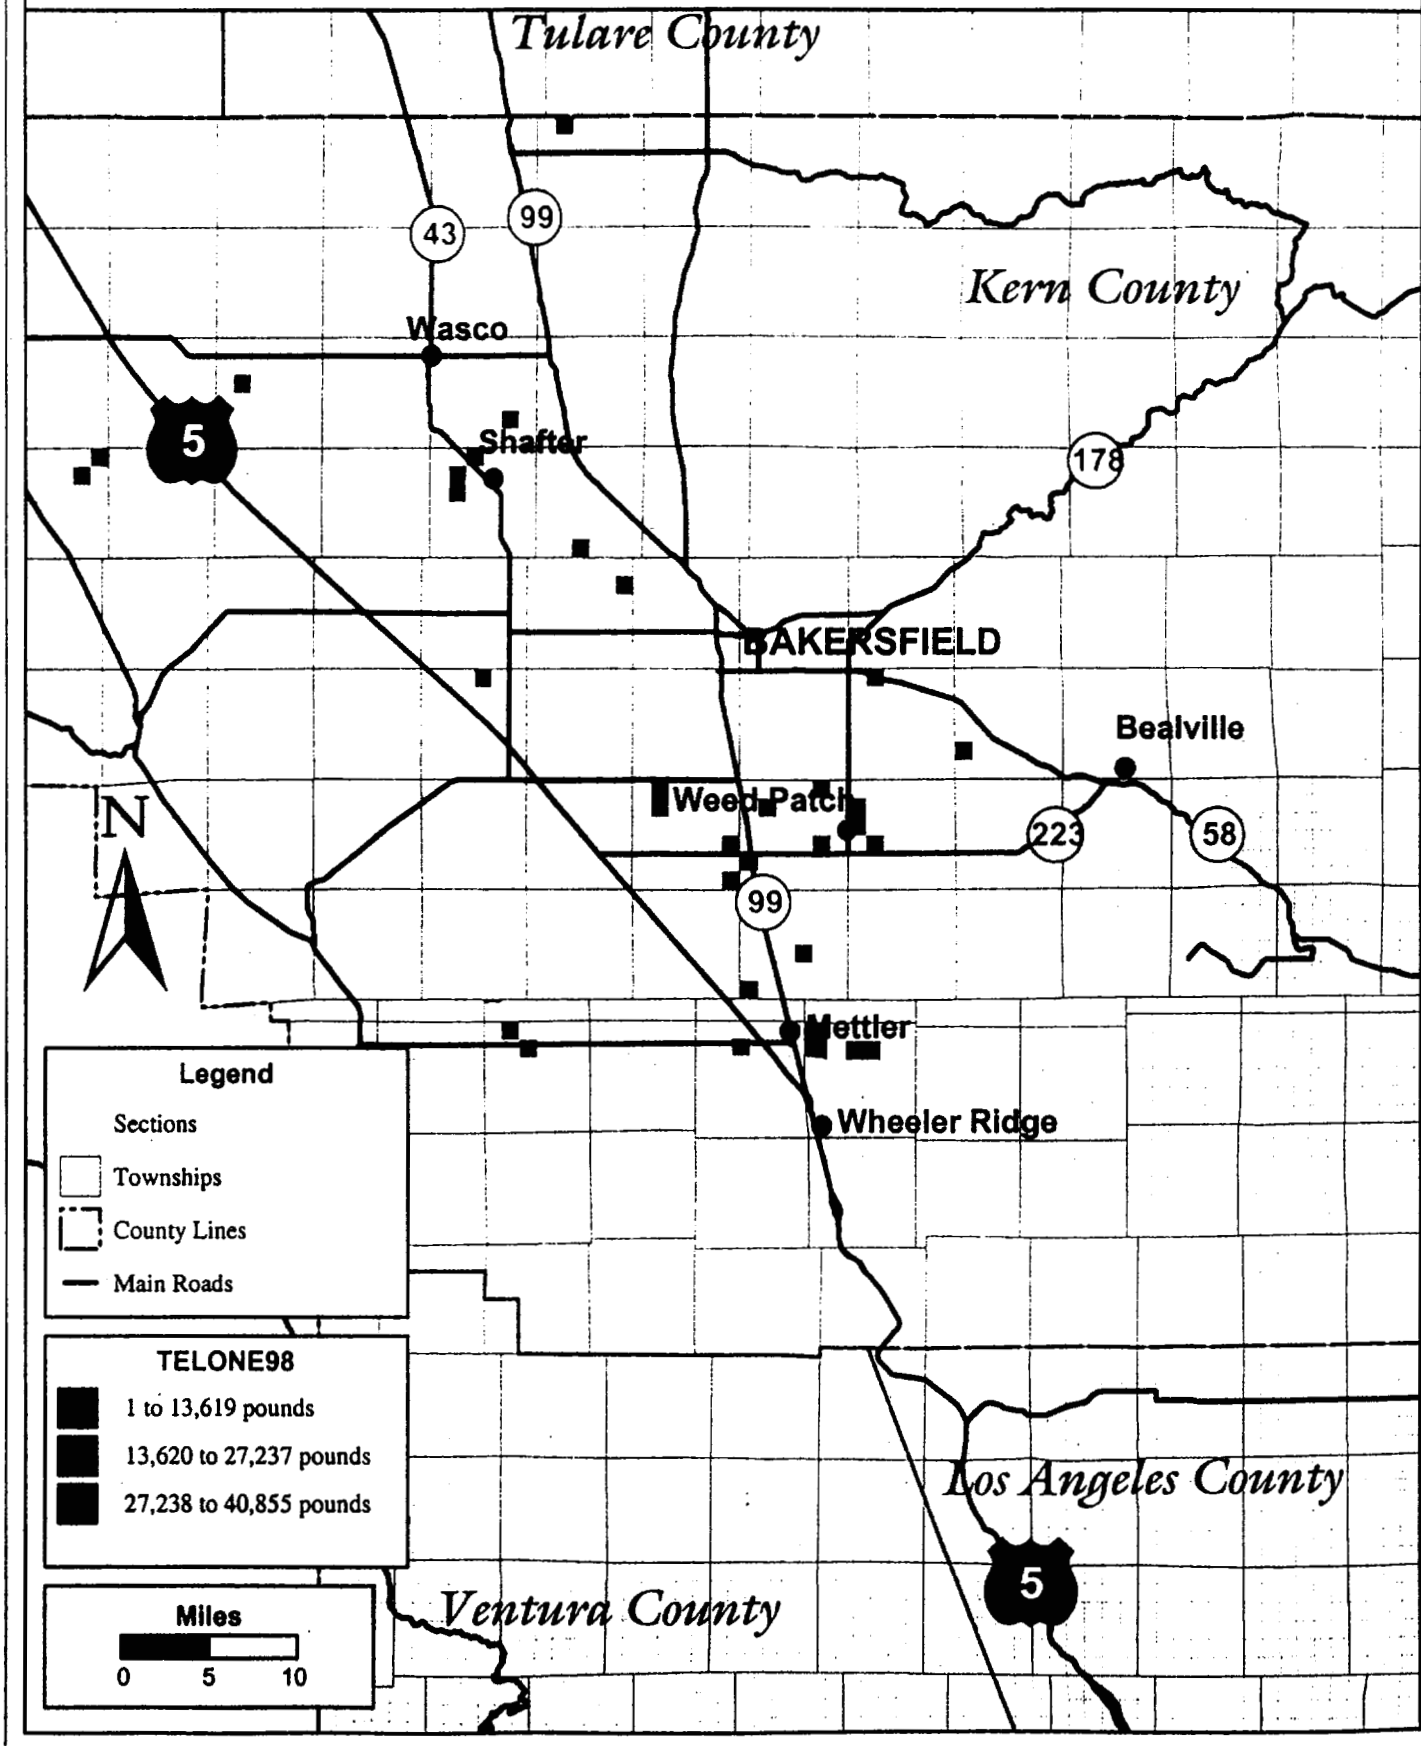 Tulare County
99
43
Kern County
Wasco
5
Shafter
178
BAKERSFIELD
Bealville
Weed Patch
N
223
58
99
Mettler
Legend
Sections
Wheeler Ridge
Townships
County Lines
Main Roads
TELONE98
1 to 13,619 pounds
13,620 to 27,237 pounds
27,238 to 40,855 pounds
Los Angeles County
5
Ventura County
Miles
0 5 10